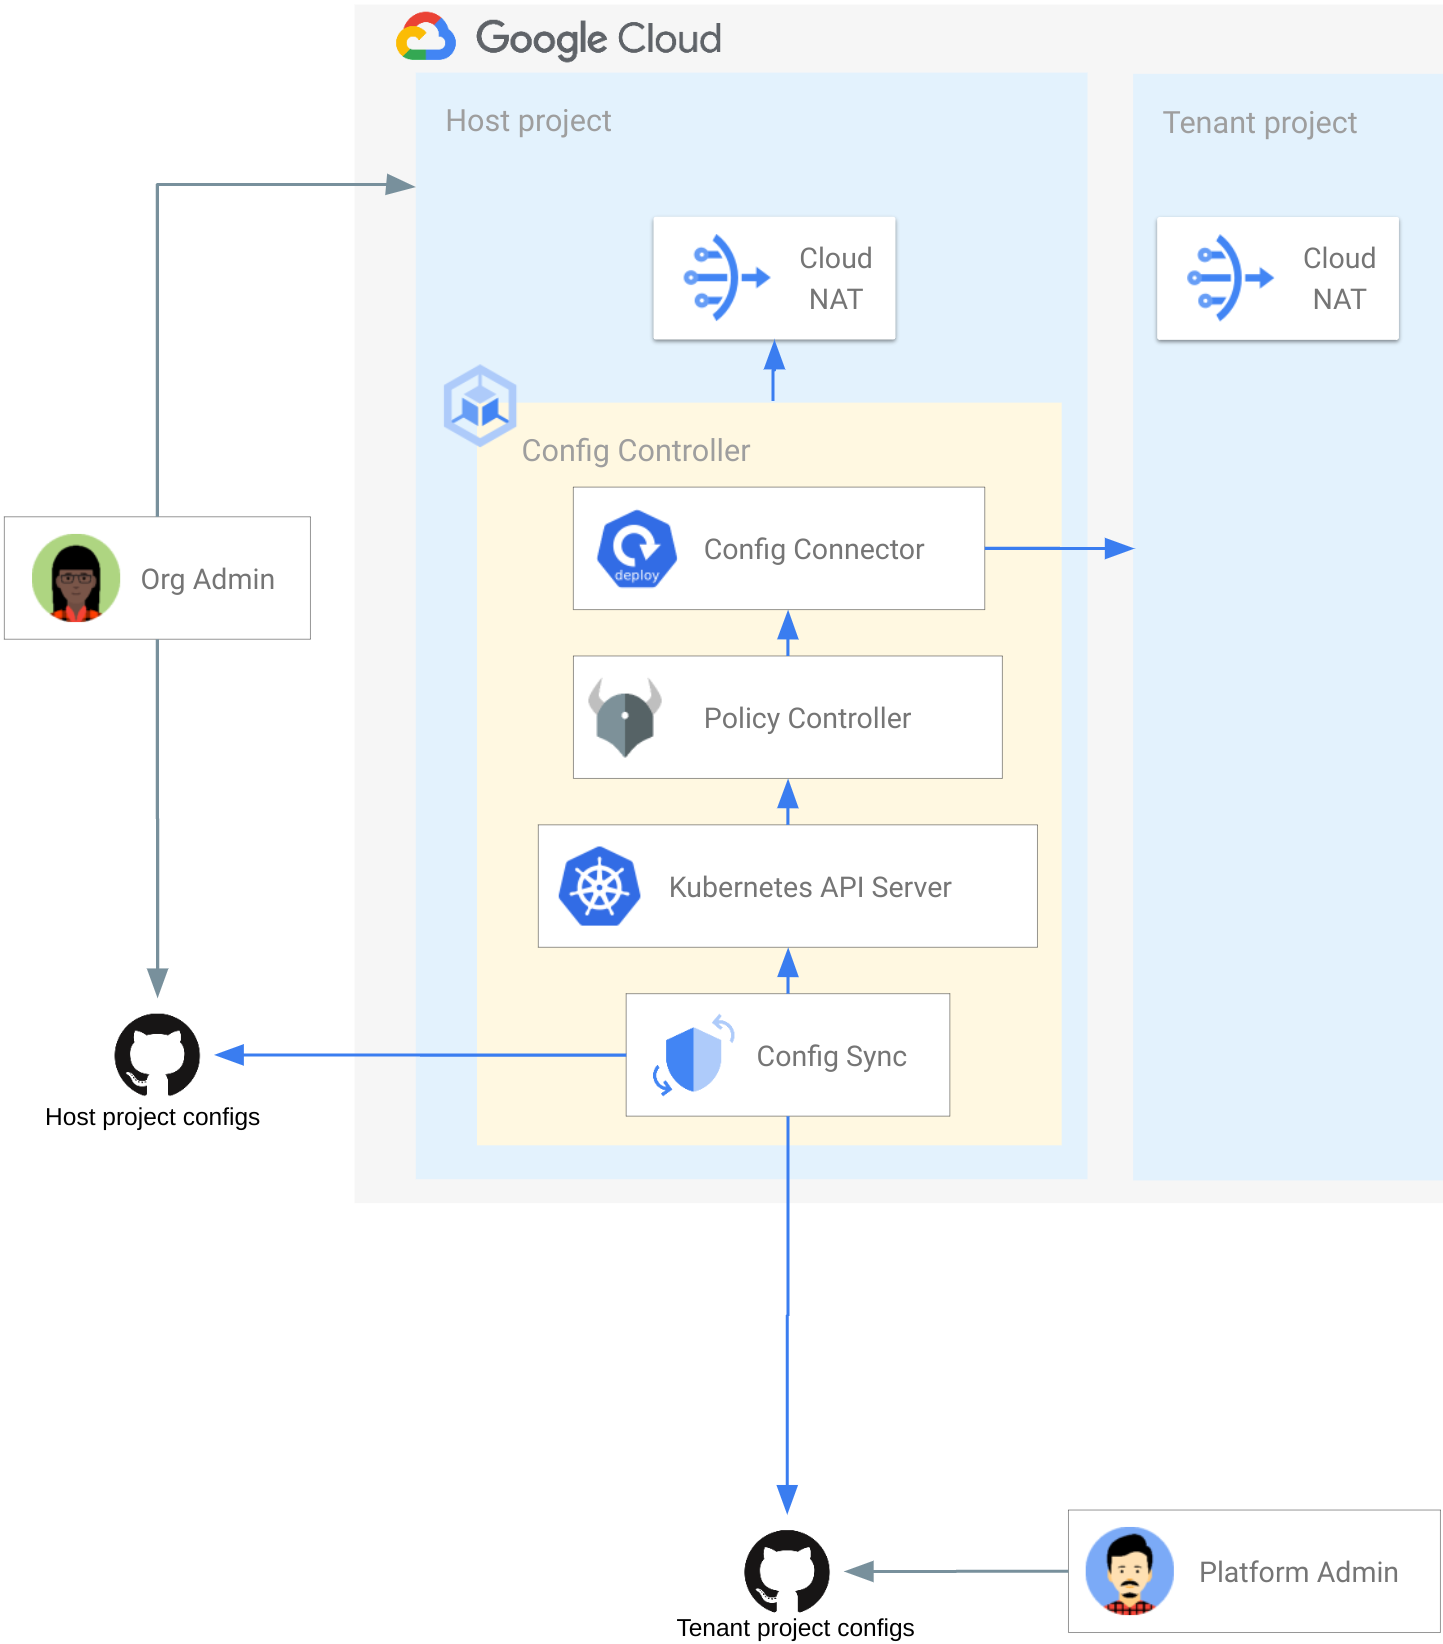 Google Cloud
Host project
Tenant project
Cloud
NAT
Cloud
NAT
Config Controller
deploy
Config Connector
Org Admin
Policy Controller
Kubernetes API Server
Config Sync
Host project configs
Platform Admin
Tenant project configs